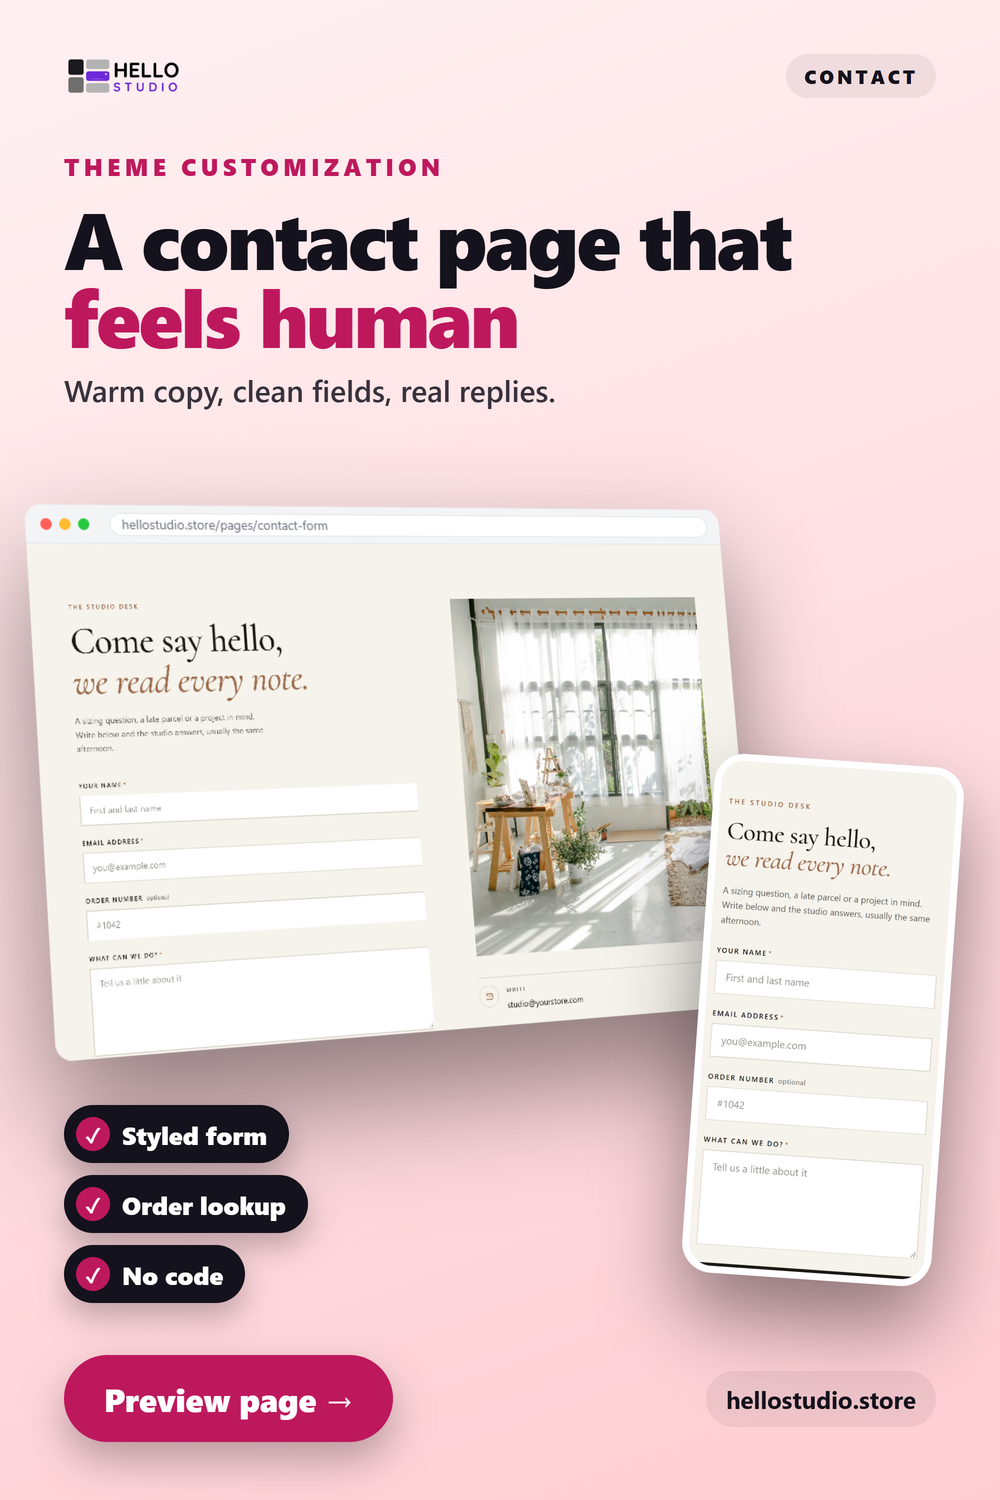 HELLO
STUDIO
CONTACT
THEME CUSTOMIZATION
A contact page that
feels human
Warm copy, clean fields, real replies.
hellostudio.store/pages/contact-form
THE STUDIO DESK
Come say hello,
we read every note.
A sizing question, a late parcel or a project in mind.
Write below and the studio answers, usually the same
afternoon.
YOUR NAME*
First and last name
EMAIL ADDRESS*
you@example.com
ORDER NUMBER optional
#1042
WHAT CAN WE DO?*
Tell us a little about it
studio@yourstore.com
THE STUDIO DESK
Come say hello,
we read every note.
A sizing question, a late parcel or a project in mind.
Write below and the studio answers, usually the same
afternoon.
YOUR NAME*
First and last name
EMAIL ADDRESS*
you@example.com
ORDER NUMBER optional
#1042
WHAT CAN WE DO?*
Tell us a little about it
✓ Styled form
✓ Order lookup
✓ No code
Preview page →
hellostudio.store